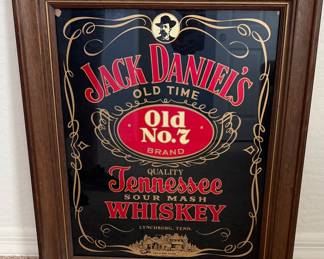 JACK DANIEL'S
OLD TIME
Old
No.7
BRAND
QUALITY
Tennessee
SOUR MASH
WHISKEY
LYNCHBURG, TENN.